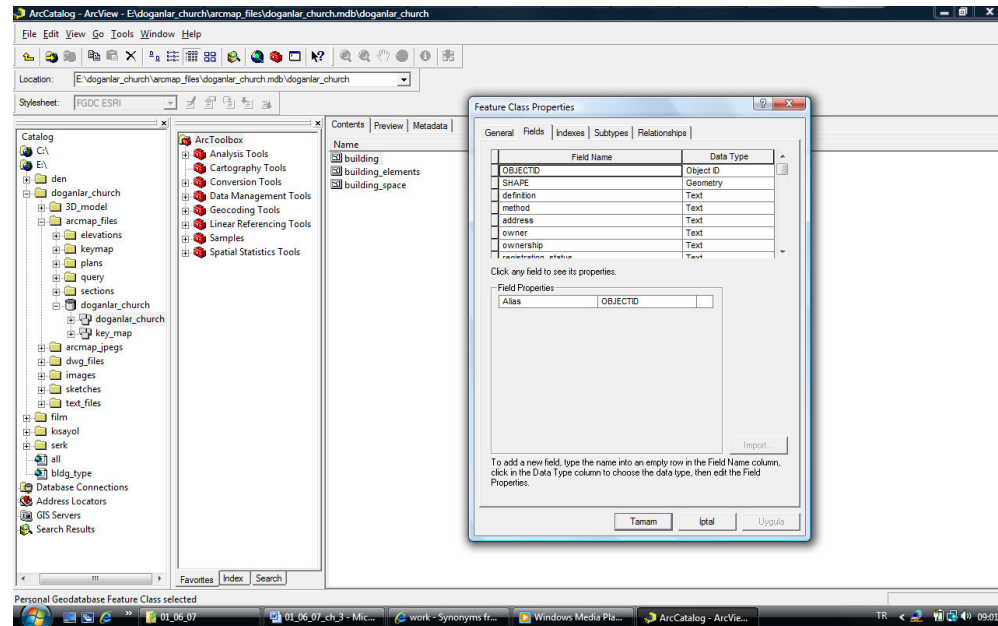 ArcCatalog - ArcView - E:\doganlar_church\arcmap_files\doganlar_church.mdb\doganlar_church
File Edit View Go Tools Window Help
Location: E:\doganlar_church\arcmap_files\doganlar_church.mdb\doganlar_church
Stylesheet: FGDC ESRI
Catalog
C:\
E:\
den
doganlar_church
3D_model
arcmap_files
elevations
keymap
plans
query
sections
doganlar_church
doganlar_church
key_map
arcmap_jpegs
dwg_files
images
sketches
text_files
film
kısayol
serk
all
bldg_type
Database Connections
Address Locators
GIS Servers
Search Results
ArcToolbox
Analysis Tools
Cartography Tools
Conversion Tools
Data Management Tools
Geocoding Tools
Linear Referencing Tools
Samples
Spatial Statistics Tools
Favorites Index Search
Contents Preview Metadata
Name
building
building_elements
building_space
Feature Class Properties
General Fields Indexes Subtypes Relationships
Field Name Data Type
OBJECTID Object ID
SHAPE Geometry
definition Text
method Text
address Text
owner Text
ownership Text
registration_status Text
Click any field to see its properties.
Field Properties
Alias OBJECTID
Import...
To add a new field, type the name into an empty row in the Field Name column,
click in the Data Type column to choose the data type, then edit the Field
Properties.
Tamam İptal Uygula
Personal Geodatabase Feature Class selected
01_06_07 01_06_07_ch_3 - Mic... work - Synonyms fr... Windows Media Pla... ArcCatalog - ArcVie... TR 09:01